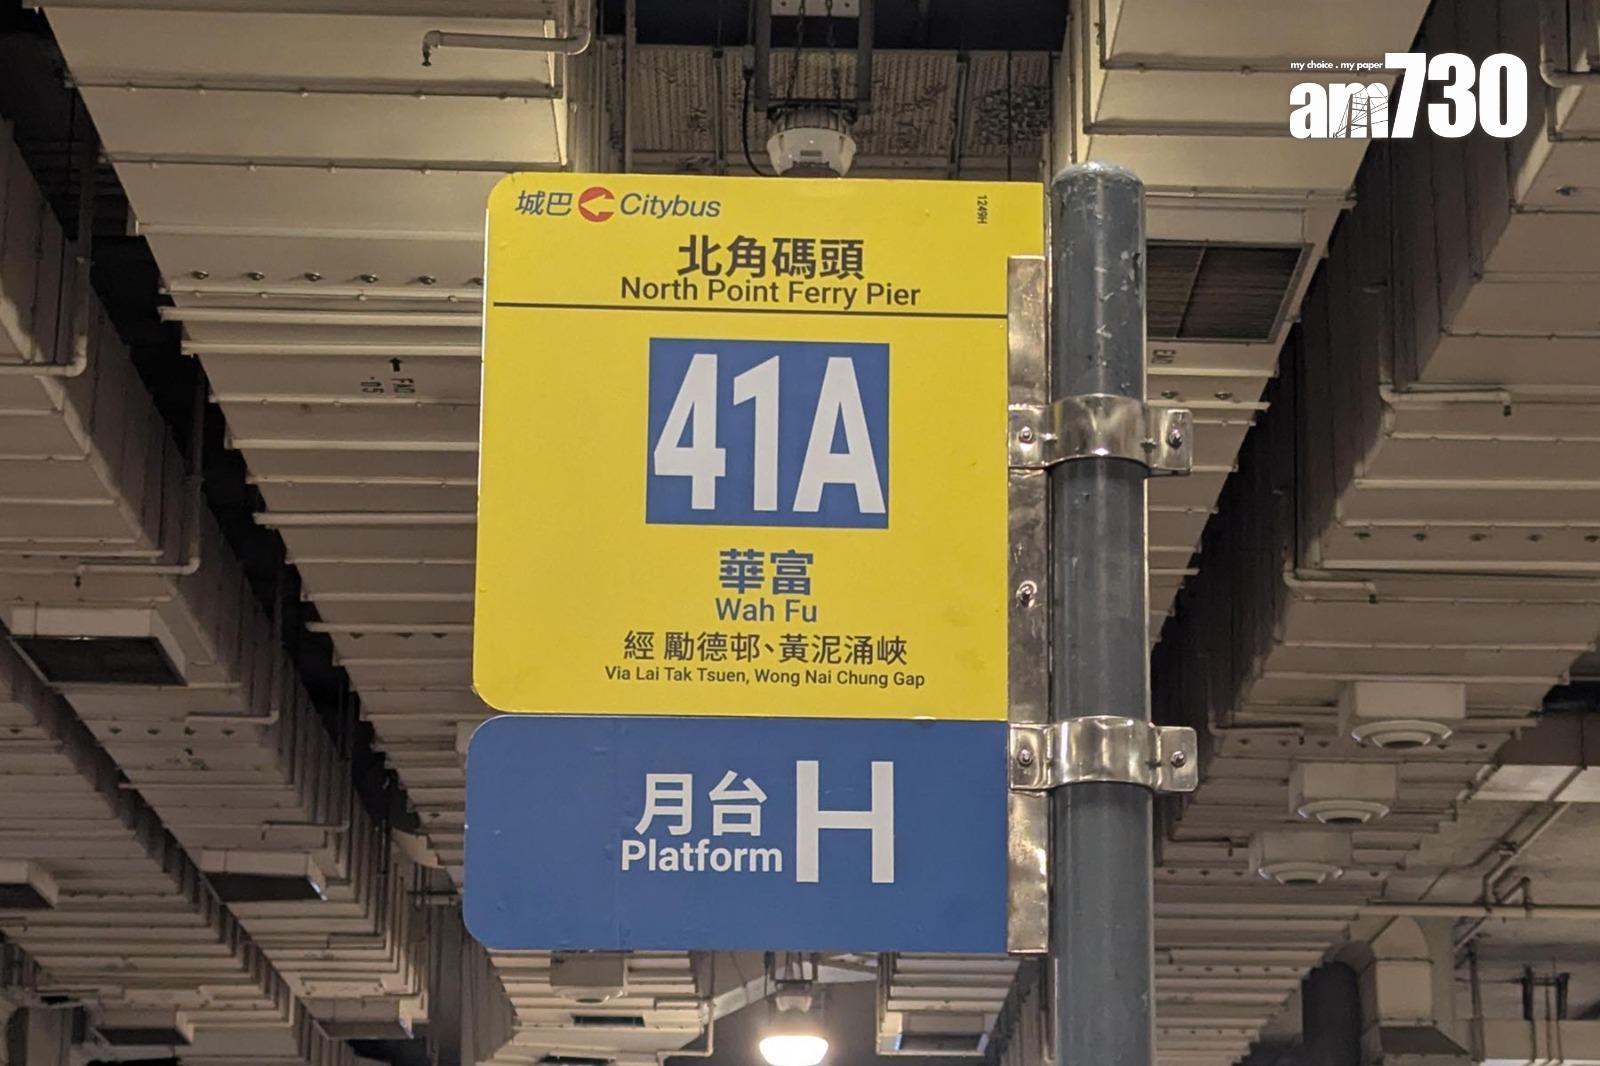 my choice . my paper
am730
城巴 Citybus
1249H
北角碼頭
North Point Ferry Pier
41A
華富
Wah Fu
經 勵德邨、黃泥涌峽
Via Lai Tak Tsuen, Wong Nai Chung Gap
月台
Platform
H